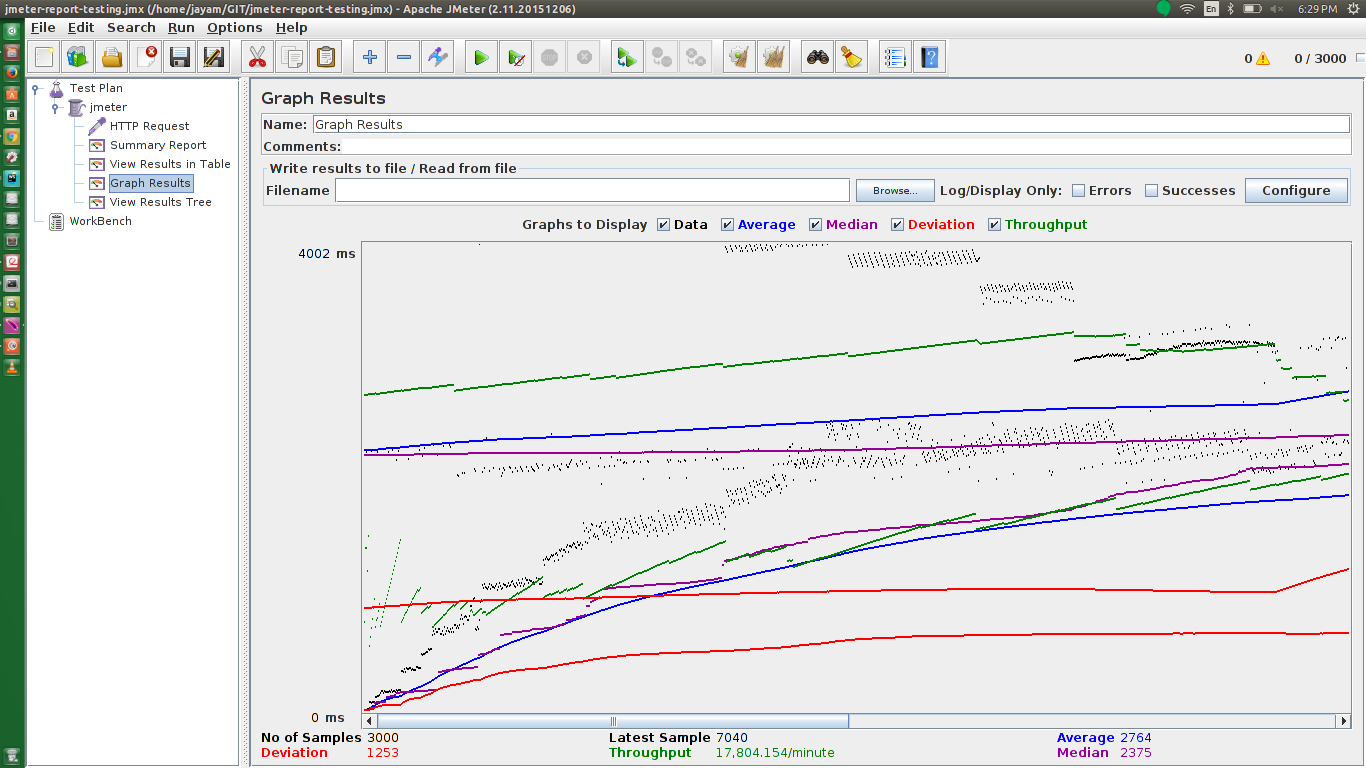 jmeter-report-testing.jmx (/home/jayam/GIT/jmeter-report-testing.jmx) - Apache JMeter (2.11.20151206)
En
6:29 PM
File Edit Search Run Options Help
0
0 / 3000
Test Plan
jmeter
HTTP Request
Summary Report
View Results in Table
Graph Results
View Results Tree
WorkBench
Graph Results
Name: Graph Results
Comments:
Write results to file / Read from file
Filename
Browse...
Log/Display Only:
Errors
Successes
Configure
Graphs to Display
Data
Average
Median
Deviation
Throughput
4002 ms
0 ms
No of Samples 3000
Latest Sample 7040
Average 2764
Deviation 1253
Throughput 17,804.154/minute
Median 2375